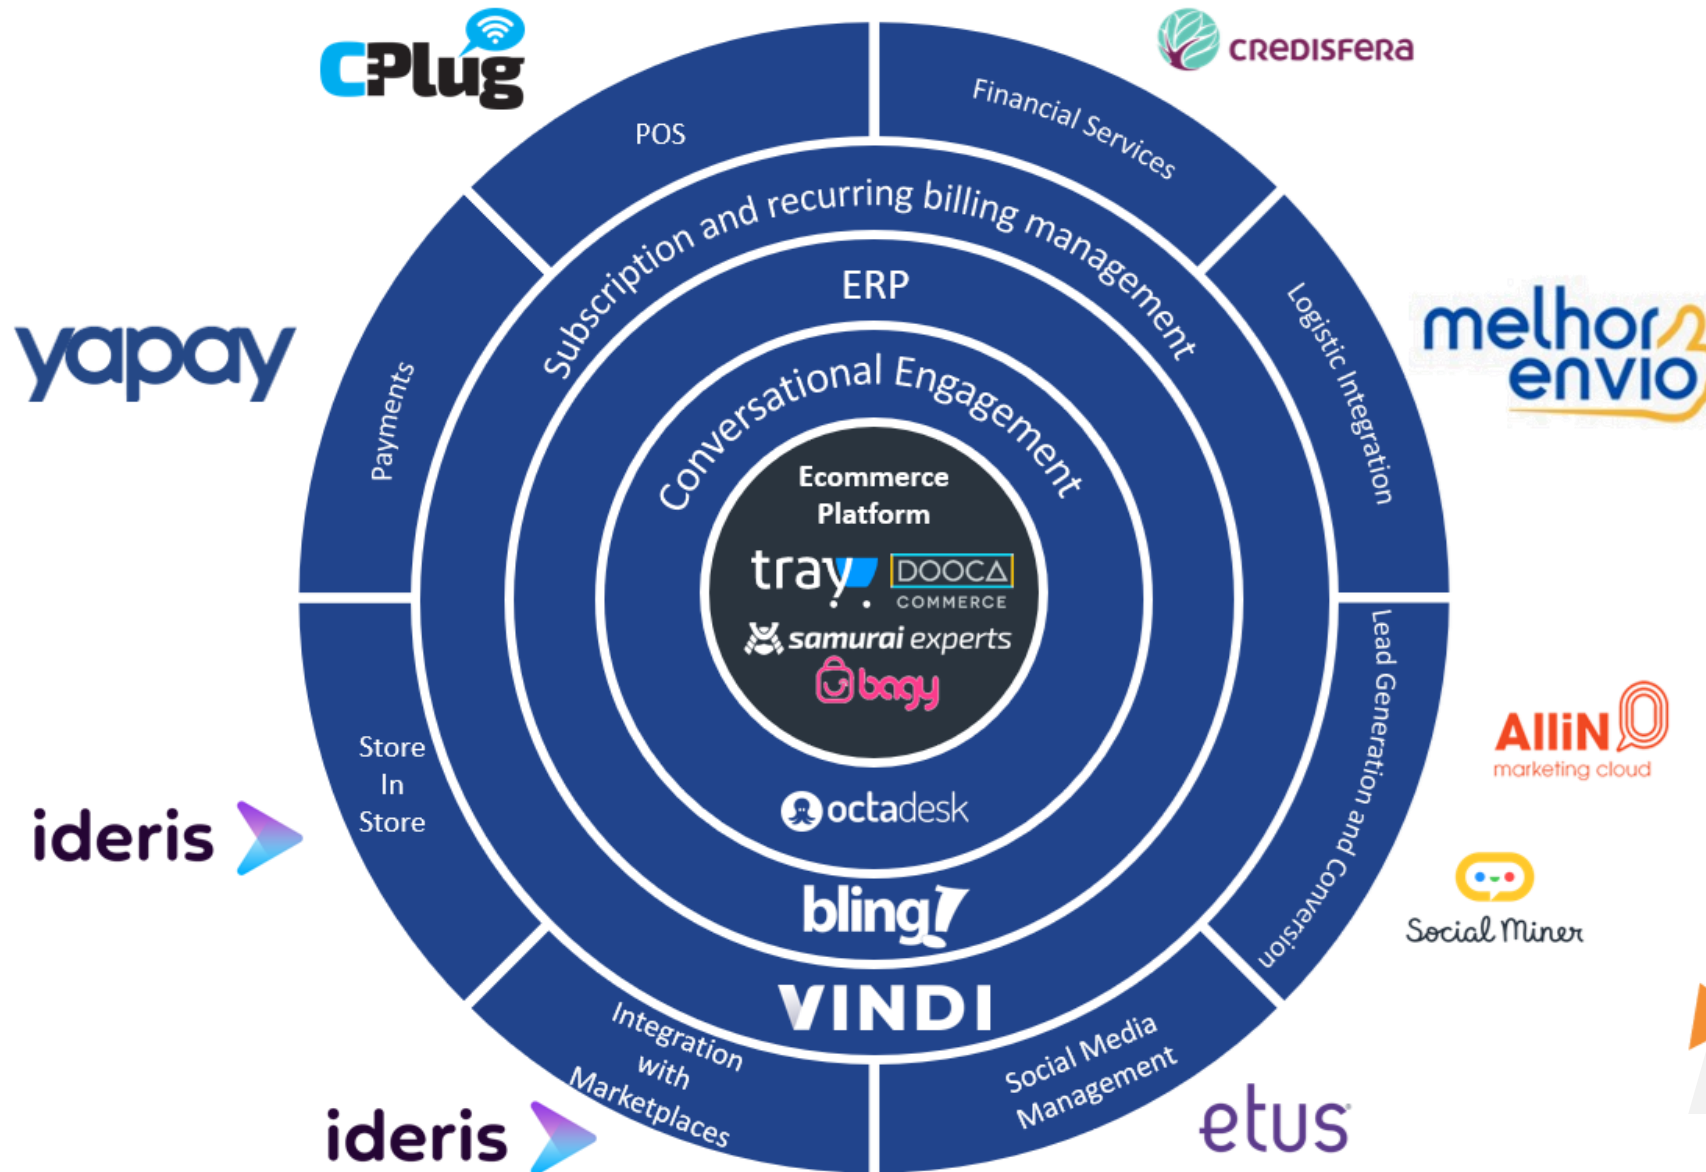 CPlug
CREDISFERA
POS
Financial Services
Subscription and recurring billing management
ERP
Logistic Integration
melhor
envio
yapay
Payments
Conversational Engagement
Ecommerce
Platform
tray
DOOCA
COMMERCE
samurai experts
bagy
Lead Generation and Conversion
AlliN
marketing cloud
Store
In
Store
octadesk
ideris
Social Miner
bling!
VINDI
Integration
with
Marketplaces
Social Media
Management
ideris
etus